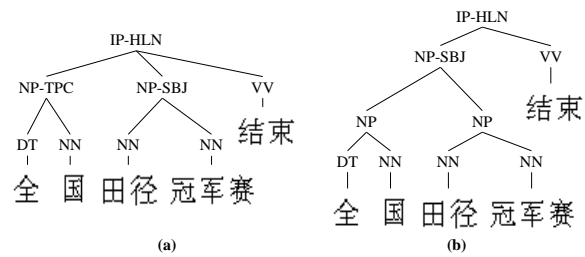 IP-HLN
NP-TPC NP-SBJ VV
结束
DT NN NN NN
全 国 田径 冠军赛
(a)
IP-HLN
NP-SBJ VV
结束
NP NP
DT NN NN NN
全 国 田径 冠军赛
(b)